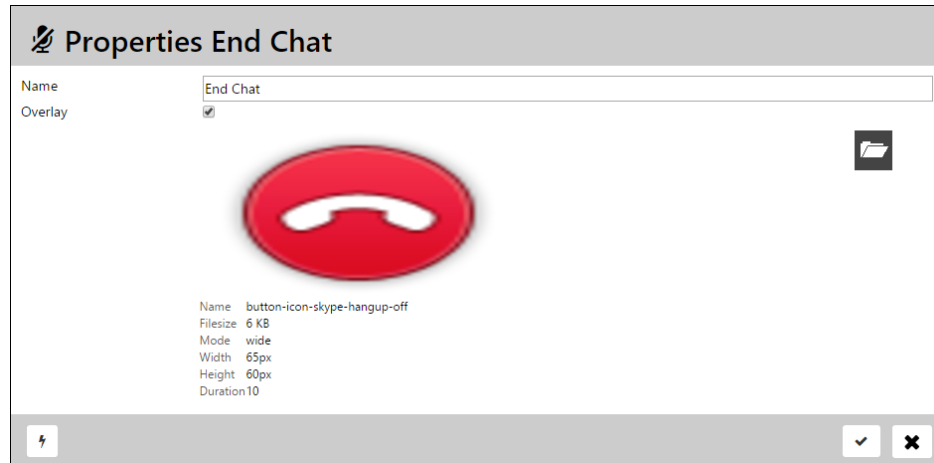 Properties End Chat
Name End Chat
Overlay
Name button-icon-skype-hangup-off
Filesize 6 KB
Mode wide
Width 65px
Height 60px
Duration 10